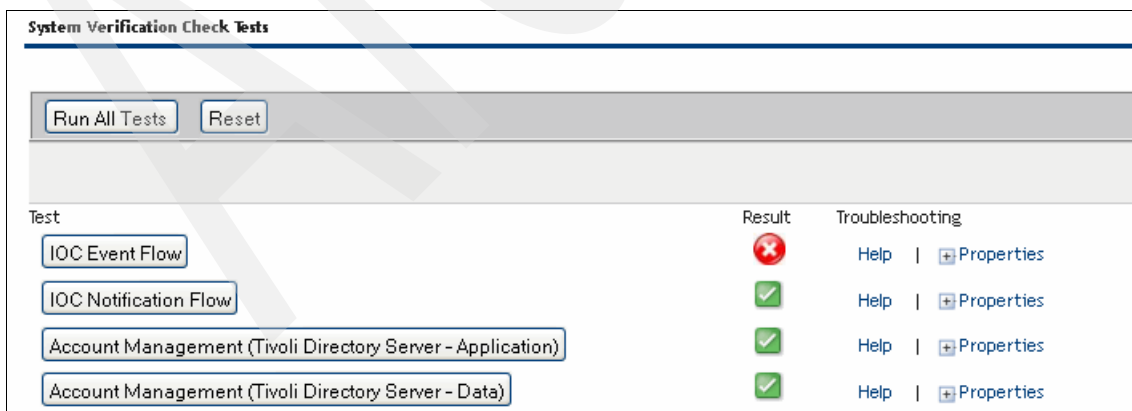 System Verification Check Tests
Run All Tests Reset
Test Result Troubleshooting
IOC Event Flow Help | Properties
IOC Notification Flow Help | Properties
Account Management (Tivoli Directory Server - Application) Help | Properties
Account Management (Tivoli Directory Server - Data) Help | Properties